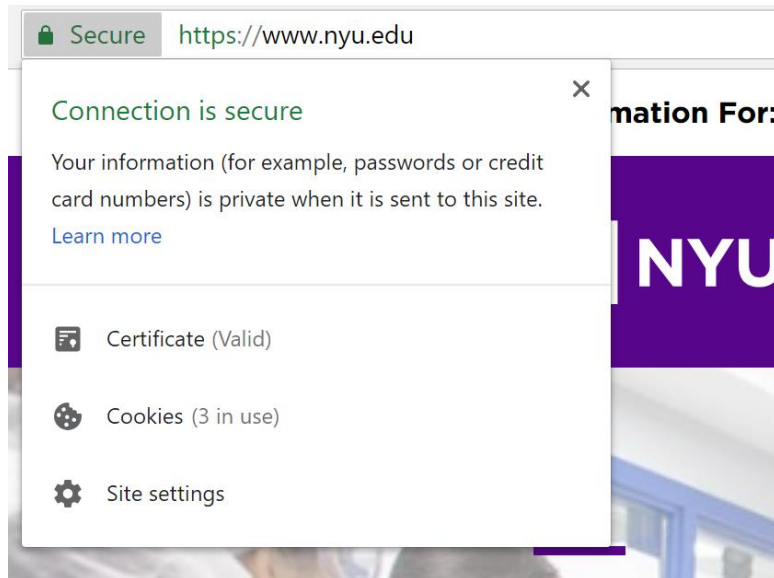 Secure https://www.nyu.edu
Connection is secure
mation For:
Your information (for example, passwords or credit
card numbers) is private when it is sent to this site.
Learn more
NYU
Certificate (Valid)
Cookies (3 in use)
Site settings